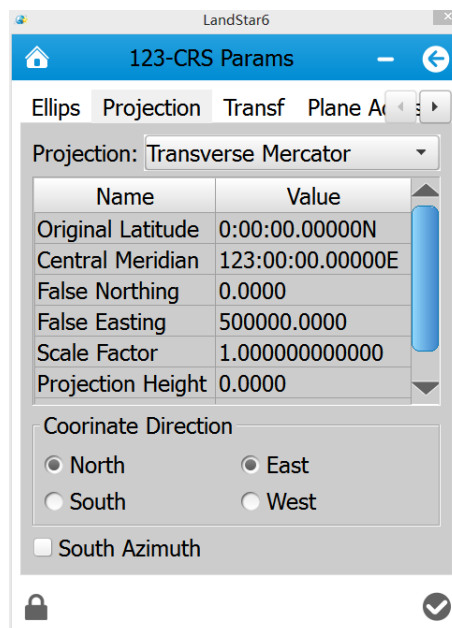 LandStar6
123-CRS Params
Ellips Projection Transf Plane
Projection: Transverse Mercator
Name Value
Original Latitude 0:00:00.00000N
Central Meridian 123:00:00.00000E
False Northing 0.0000
False Easting 500000.0000
Scale Factor 1.000000000000
Projection Height 0.0000
Coorinate Direction
North East
South West
South Azimuth